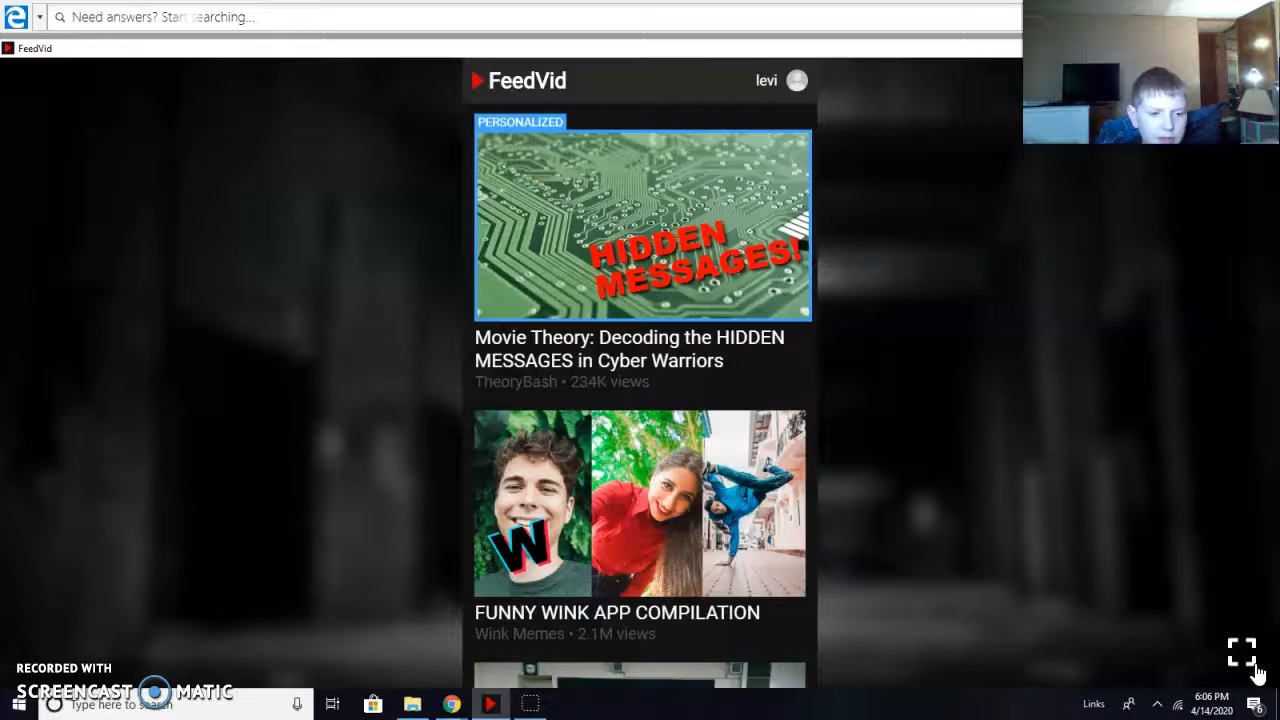 Need answers? Start searching...
FeedVid
FeedVid
levi
PERSONALIZED
HIDDEN
MESSAGES!
Movie Theory: Decoding the HIDDEN
MESSAGES in Cyber Warriors
TheoryBash • 234K views
W
FUNNY WINK APP COMPILATION
Wink Memes • 2.1M views
RECORDED WITH
SCREENCAST MATIC
Type here to search
Links
6:06 PM
4/14/2020
6